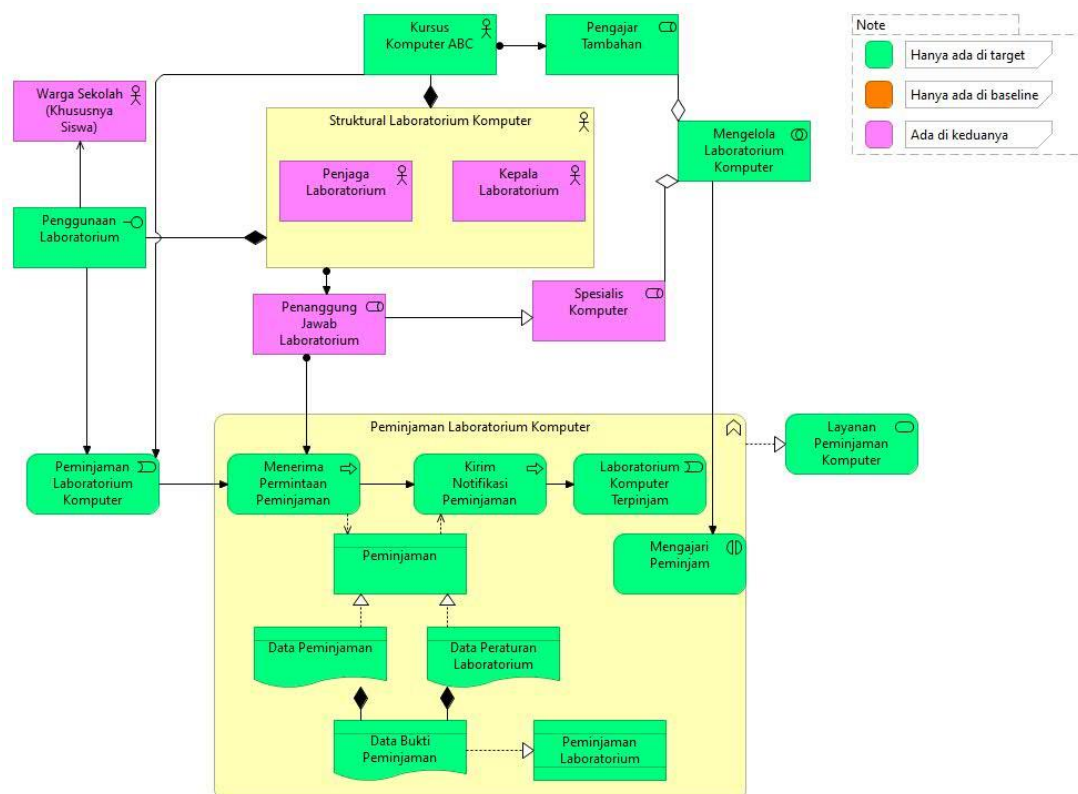 Kursus
Komputer ABC
Pengajar
Tambahan
Note
Hanya ada di target
Hanya ada di baseline
Ada di keduanya
Warga Sekolah
(Khususnya
Siswa)
Struktural Laboratorium Komputer
Penjaga
Laboratorium
Kepala
Laboratorium
Mengelola
Laboratorium
Komputer
Penggunaan
Laboratorium
Penanggung
Jawab
Laboratorium
Spesialis
Komputer
Peminjaman Laboratorium Komputer
Layanan
Peminjaman
Komputer
Peminjaman
Laboratorium
Komputer
Menerima
Permintaan
Peminjaman
Kirim
Notifikasi
Peminjaman
Laboratorium
Komputer
Terpinjam
Peminjaman
Mengajari
Peminjam
Data Peminjaman
Data Peraturan
Laboratorium
Data Bukti
Peminjaman
Peminjaman
Laboratorium